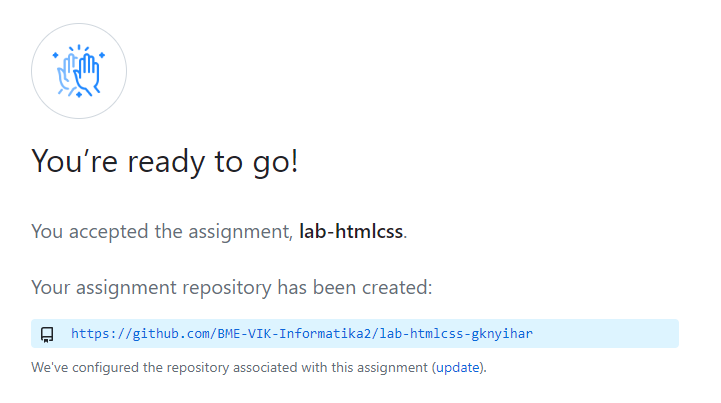 You're ready to go!
You accepted the assignment, lab-htmlcss.
Your assignment repository has been created:
https://github.com/BME-VIK-Informatika2/lab-htmlcss-gknyihar
We've configured the repository associated with this assignment (update).